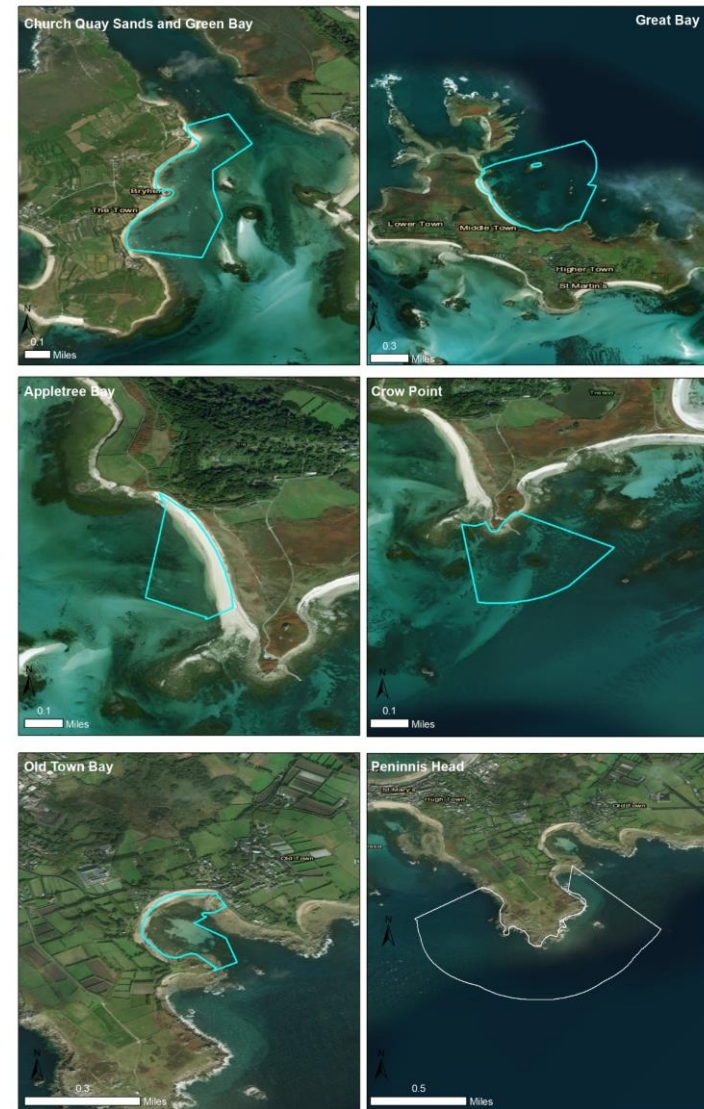 Church Quay Sands and Green Bay
Bryher
The Town
N
0.1
Miles
Great Bay
Lower Town
Middle Town
Higher Town
St Martin's
N
0.3
Miles
Appletree Bay
N
0.1
Miles
Crow Point
N
0.1
Miles
Old Town Bay
Old Town
N
0.3
Miles
Peninnis Head
St Mary's
Hugh Town
Old Town
N
0.5
Miles